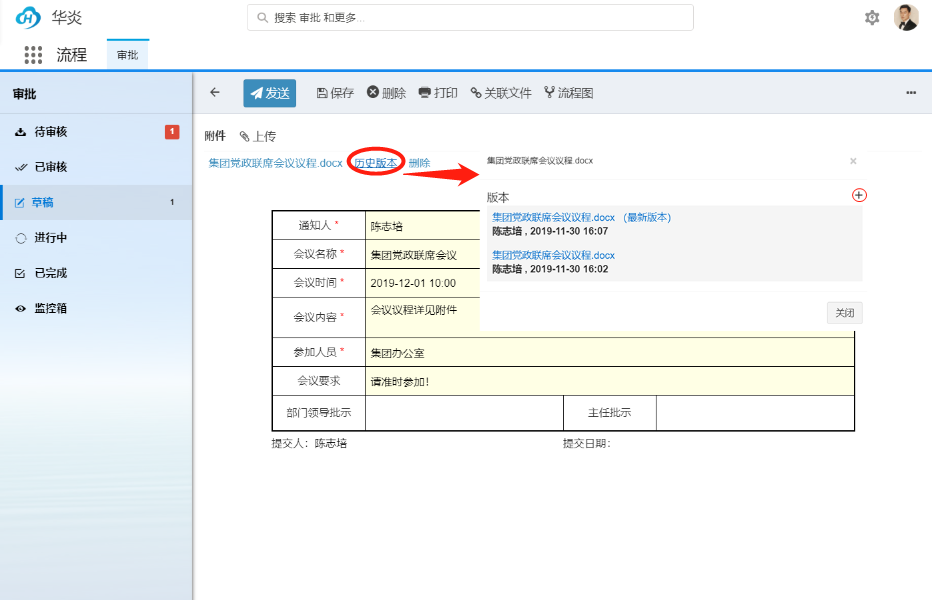 华炎
搜索 审批 和更多...
流程
审批
审批
待审核 1
已审核
草稿 1
进行中
已完成
监控箱
发送 保存 删除 打印 关联文件 流程图
附件 上传
集团党政联席会议议程.docx 历史版本 删除
集团党政联席会议议程.docx ×
版本
集团党政联席会议议程.docx （最新版本）
陈志培 , 2019-11-30 16:07
集团党政联席会议议程.docx
陈志培 , 2019-11-30 16:02
关闭
通知人 * 陈志培
会议名称 * 集团党政联席会议
会议时间 * 2019-12-01 10:00
会议内容 * 会议议程详见附件
参加人员 * 集团办公室
会议要求 请准时参加！
部门领导批示 主任批示
提交人： 陈志培 提交日期：